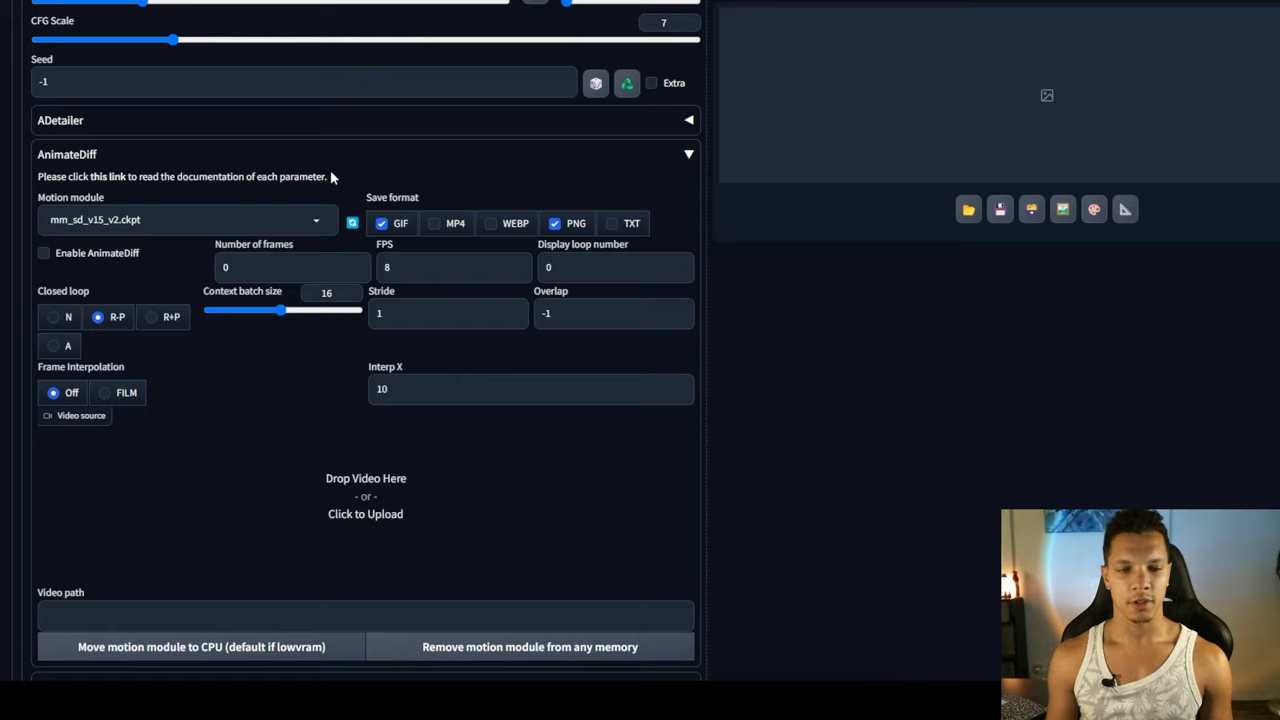 CFG Scale
7
Seed
-1
Extra
ADetailer
AnimateDiff
Please click this link to read the documentation of each parameter.
Motion module
Save format
mm_sd_v15_v2.ckpt
GIF MP4 WEBP PNG TXT
Enable AnimateDiff
Number of frames
FPS
Display loop number
0
8
0
Closed loop
Context batch size
16
Stride
Overlap
N R-P R+P
1
-1
A
Frame Interpolation
Interp X
Off FILM
10
Video source
Drop Video Here
- or -
Click to Upload
Video path
Move motion module to CPU (default if lowvram)
Remove motion module from any memory